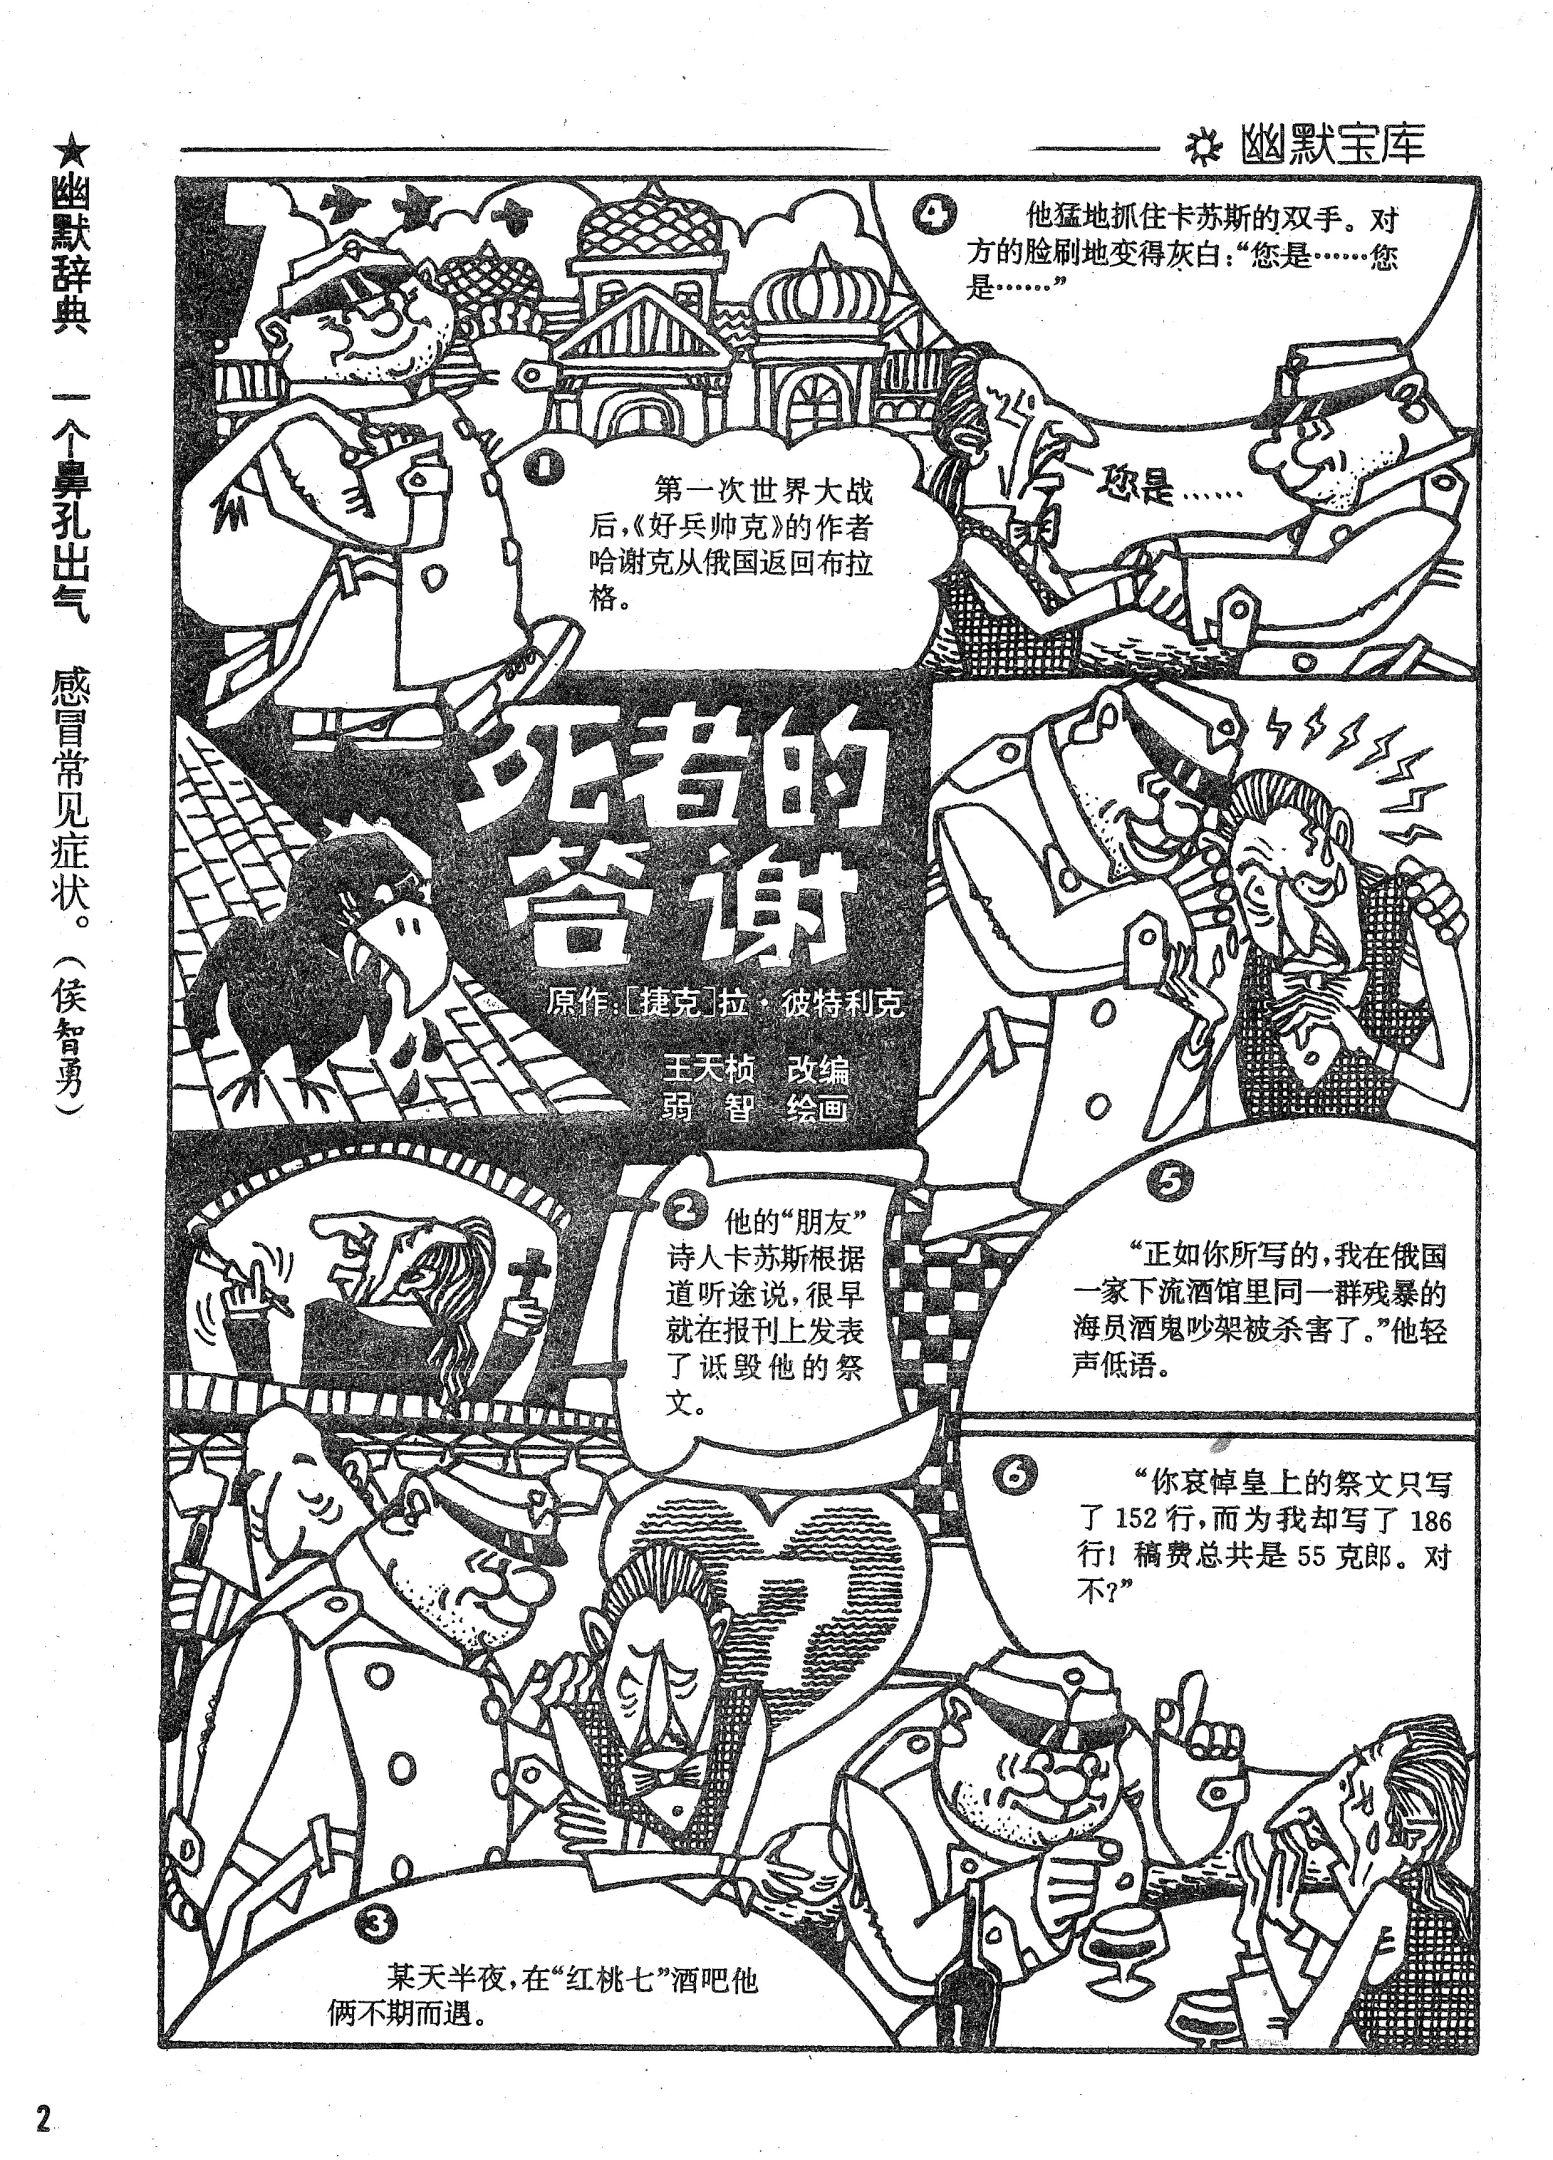 ★幽默辞典 一个鼻孔出气 感冒常见症状。(侯智勇)
幽默宝库
1
第一次世界大战
后，《好兵帅克》的作者
哈谢克从俄国返回布拉
格。
死者的
答谢
原作：［捷克］拉·彼特利克
王天桢 改编
弱 智 绘画
2
他的“朋友”
诗人卡苏斯根据
道听途说，很早
就在报刊上发表
了诋毁他的祭
文。
3
某天半夜，在“红桃七”酒吧他
俩不期而遇。
7
4
他猛地抓住卡苏斯的双手。对
方的脸刷地变得灰白：“您是……您
是……”
您是……
5
“正如你所写的，我在俄国
一家下流酒馆里同一群残暴的
海员酒鬼吵架被杀害了。”他轻
声低语。
6
“你哀悼皇上的祭文只写
了 152 行，而为我却写了 186
行！稿费总共是 55 克郎。对
不？”
2